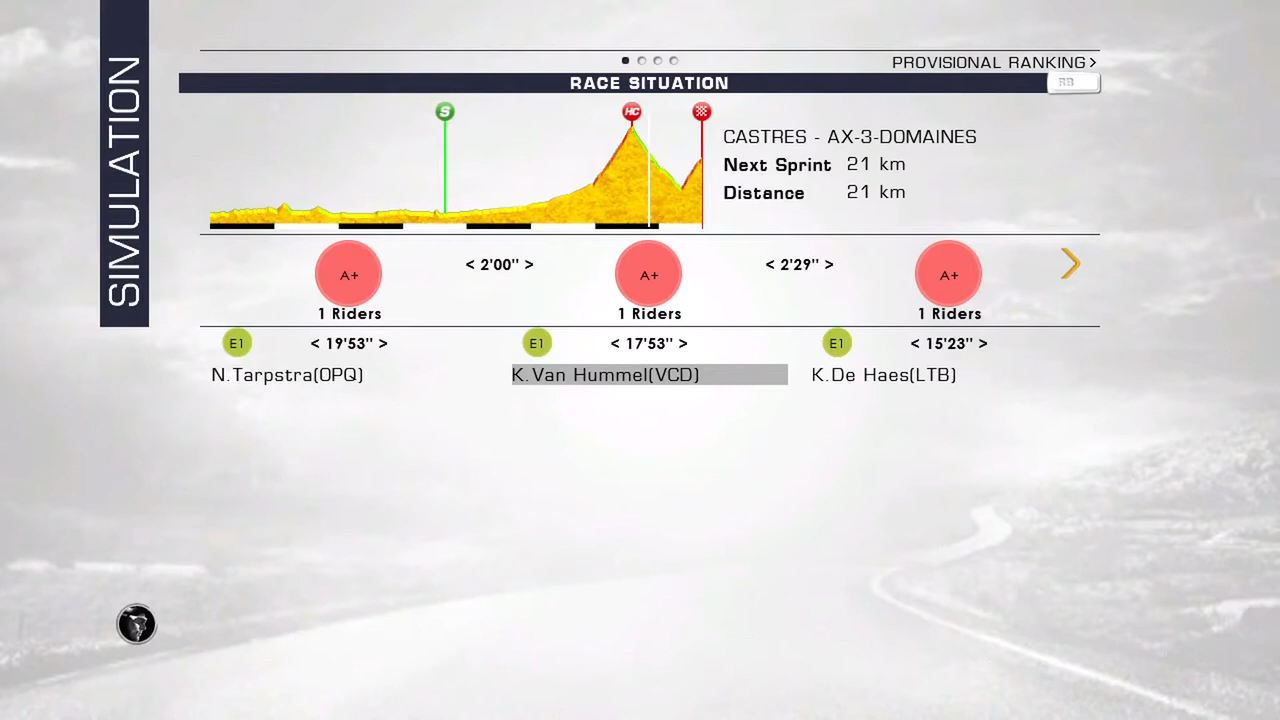 SIMULATION
PROVISIONAL RANKING >
RACE SITUATION
RB
S
HC
CASTRES - AX-3-DOMAINES
Next Sprint 21 km
Distance 21 km
A+ < 2'00'' > A+ < 2'29'' > A+
1 Riders 1 Riders 1 Riders
E1 < 19'53'' > E1 < 17'53'' > E1 < 15'23'' >
N.Tarpstra(OPQ) K.Van Hummel(VCD) K.De Haes(LTB)